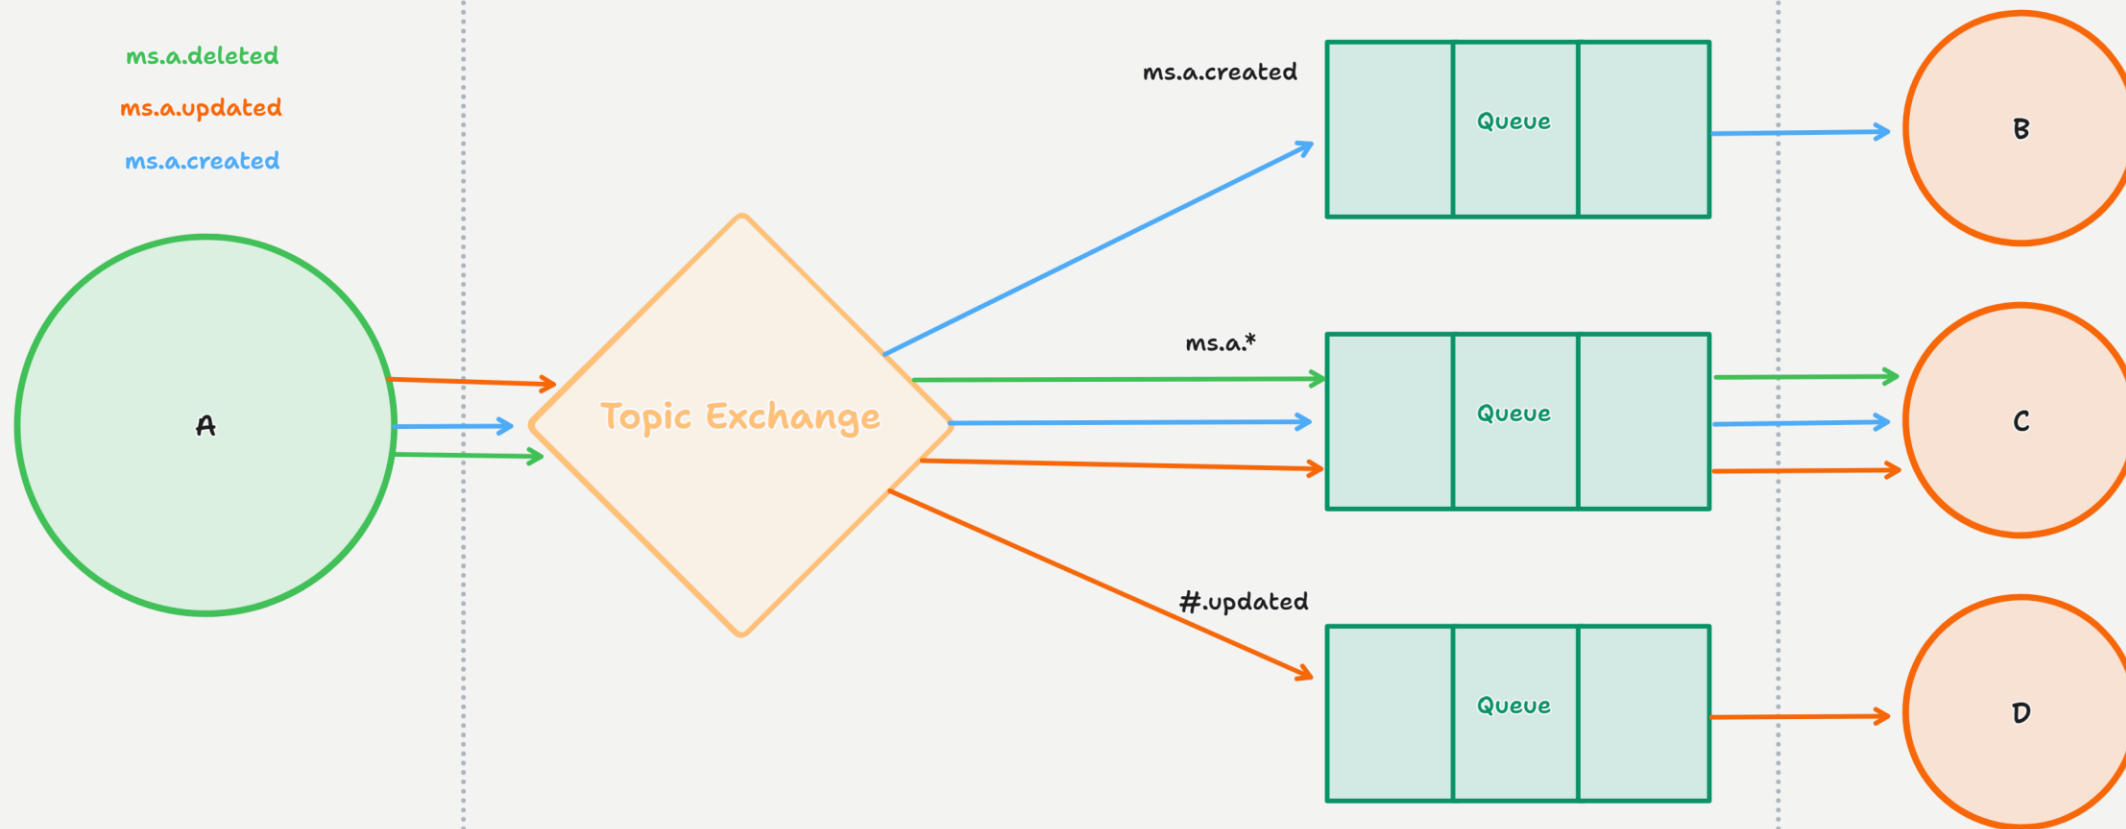 ms.a.deleted
ms.a.updated
ms.a.created
A
Topic Exchange
ms.a.created
Queue
B
ms.a.*
Queue
C
#.updated
Queue
D